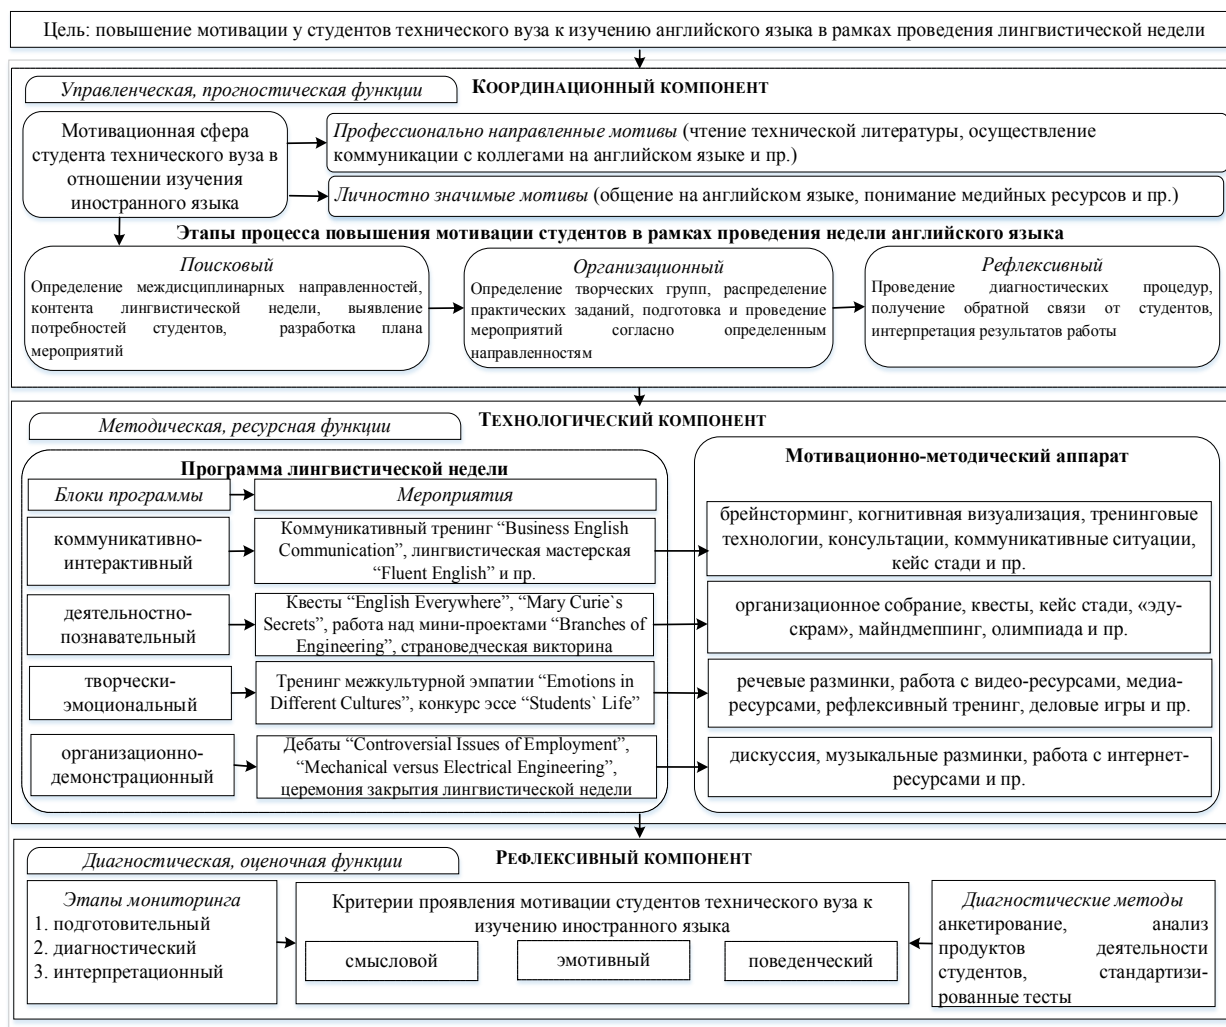 Цель: повышение мотивации у студентов технического вуза к изучению английского языка в рамках проведения лингвистической недели
Управленческая, прогностическая функции
КООРДИНАЦИОННЫЙ КОМПОНЕНТ
Мотивационная сфера
студента технического вуза в
отношении изучения
иностранного языка
Профессионально направленные мотивы (чтение технической литературы, осуществление
коммуникации с коллегами на английском языке и пр.)
Личностно значимые мотивы (общение на английском языке, понимание медийных ресурсов и пр.)
Этапы процесса повышения мотивации студентов в рамках проведения недели английского языка
Поисковый
Определение междисциплинарных направленностей,
контента лингвистической недели, выявление
потребностей студентов, разработка плана
мероприятий
Организационный
Определение творческих групп, распределение
практических заданий, подготовка и проведение
мероприятий согласно определенным
направленностям
Рефлексивный
Проведение диагностических процедур,
получение обратной связи от студентов,
интерпретация результатов работы
Методическая, ресурсная функции
ТЕХНОЛОГИЧЕСКИЙ КОМПОНЕНТ
Программа лингвистической недели
Блоки программы
Мероприятия
коммуникативно-
интерактивный
Коммуникативный тренинг “Business English
Communication”, лингвистическая мастерская
“Fluent English” и пр.
деятельностно-
познавательный
Квесты “English Everywhere”, “Mary Curie`s
Secrets”, работа над мини-проектами “Branches of
Engineering”, страноведческая викторина
творчески-
эмоциональный
Тренинг межкультурной эмпатии “Emotions in
Different Cultures”, конкурс эссе “Students` Life”
организационно-
демонстрационный
Дебаты “Controversial Issues of Employment”,
“Mechanical versus Electrical Engineering”,
церемония закрытия лингвистической недели
Мотивационно-методический аппарат
брейнсторминг, когнитивная визуализация, тренинговые
технологии, консультации, коммуникативные ситуации,
кейс стади и пр.
организационное собрание, квесты, кейс стади, «эду-
скрам», майндмеппинг, олимпиада и пр.
речевые разминки, работа с видео-ресурсами, медиа-
ресурсами, рефлексивный тренинг, деловые игры и пр.
дискуссия, музыкальные разминки, работа с интернет-
ресурсами и пр.
Диагностическая, оценочная функции
РЕФЛЕКСИВНЫЙ КОМПОНЕНТ
Этапы мониторинга
1. подготовительный
2. диагностический
3. интерпретационный
Критерии проявления мотивации студентов технического вуза к
изучению иностранного языка
смысловой
эмотивный
поведенческий
Диагностические методы
анкетирование, анализ
продуктов деятельности
студентов, стандартизи-
рованные тесты